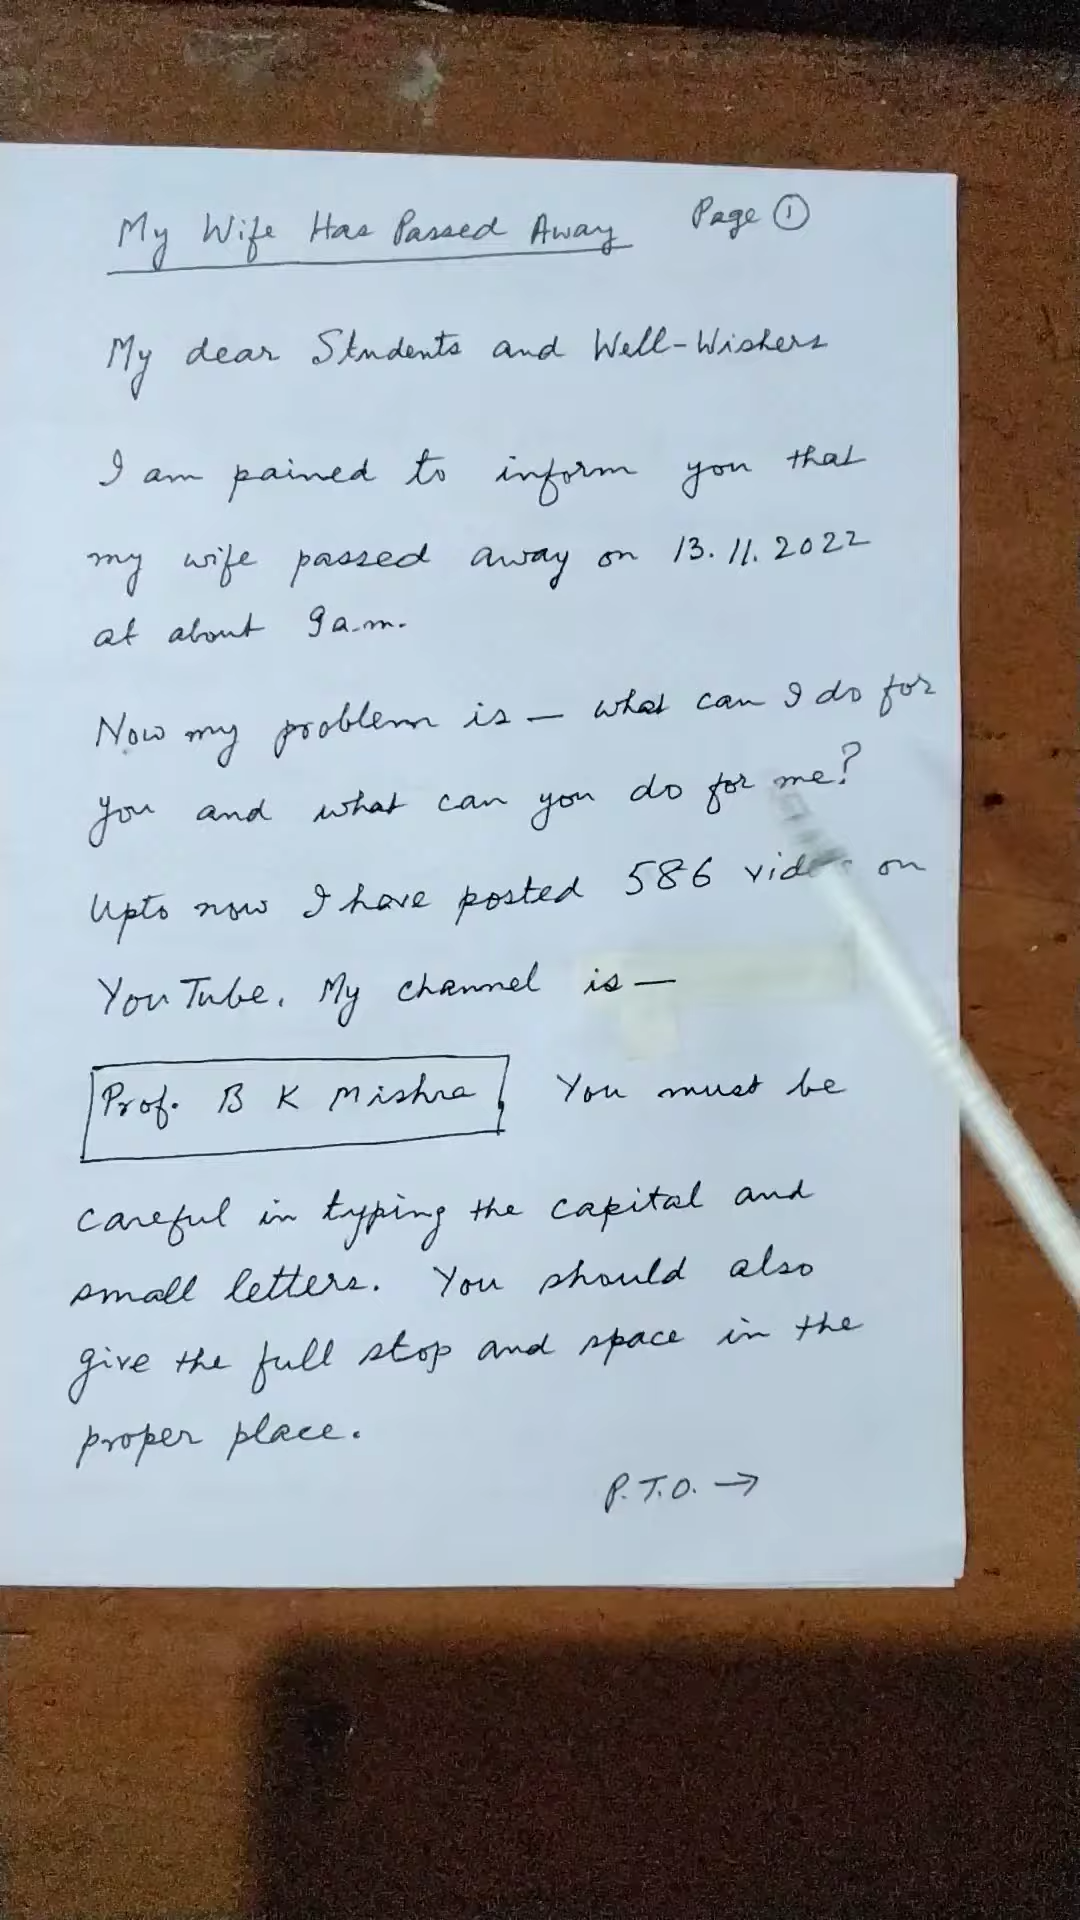 My Wife Has Passed Away Page ①
My dear Students and Well-Wishers
I am pained to inform you that
my wife passed away on 13.11.2022
at about 9 a.m.
Now my problem is — what can I do for
you and what can you do for me?
Upto now I have posted 586 on
YouTube. My channel is —
Prof. B K Mishra. You must be
careful in typing the capital and
small letters. You should also
give the full stop and space in the
proper place.
P.T.O. →